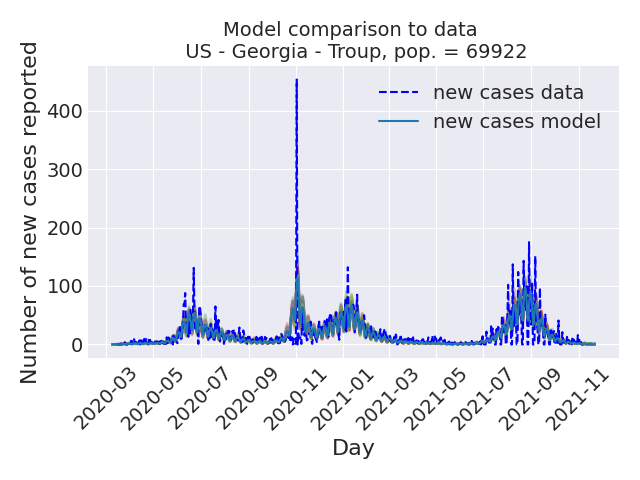 Model comparison to data
US - Georgia - Troup, pop. = 69922
Number of new cases reported
400
300
200
100
0
new cases data
new cases model
2020-03
2020-05
2020-07
2020-09
2020-11
2021-01
2021-03
2021-05
2021-07
2021-09
2021-11
Day